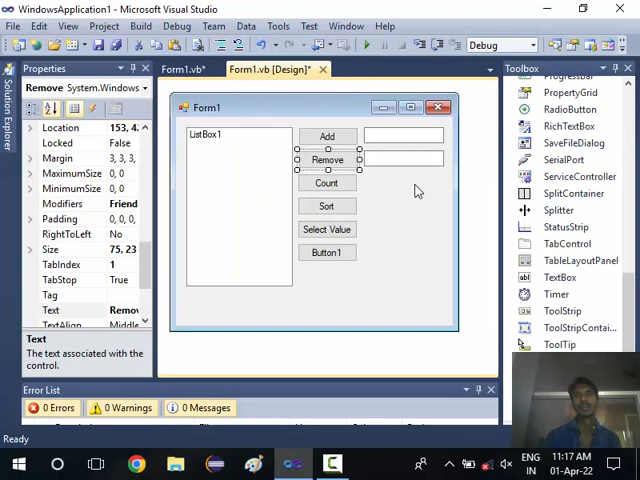 WindowsApplication1 - Microsoft Visual Studio
File Edit View Project Build Debug Team Data Tools Test Window Help
Debug
Solution Explorer
Properties
Remove System.Windows
Location 153, 4
Locked False
Margin 3, 3, 3,
MaximumSize 0, 0
MinimumSize 0, 0
Modifiers Friend
Padding 0, 0, 0,
RightToLeft No
Size 75, 23
TabIndex 1
TabStop True
Tag
Text Remov
TextAlign Middle
Text
The text associated with the control.
Form1.vb*
Form1.vb [Design]*
Form1
ListBox1
Add
Remove
Count
Sort
Select Value
Button1
Toolbox
ProgressBar
PropertyGrid
RadioButton
RichTextBox
SaveFileDialog
SerialPort
ServiceController
SplitContainer
Splitter
StatusStrip
TabControl
TableLayoutPanel
TextBox
Timer
ToolStrip
ToolStripContai...
ToolTip
Error List
0 Errors
0 Warnings
0 Messages
Ready
ENG
IN
11:17 AM
01-Apr-22